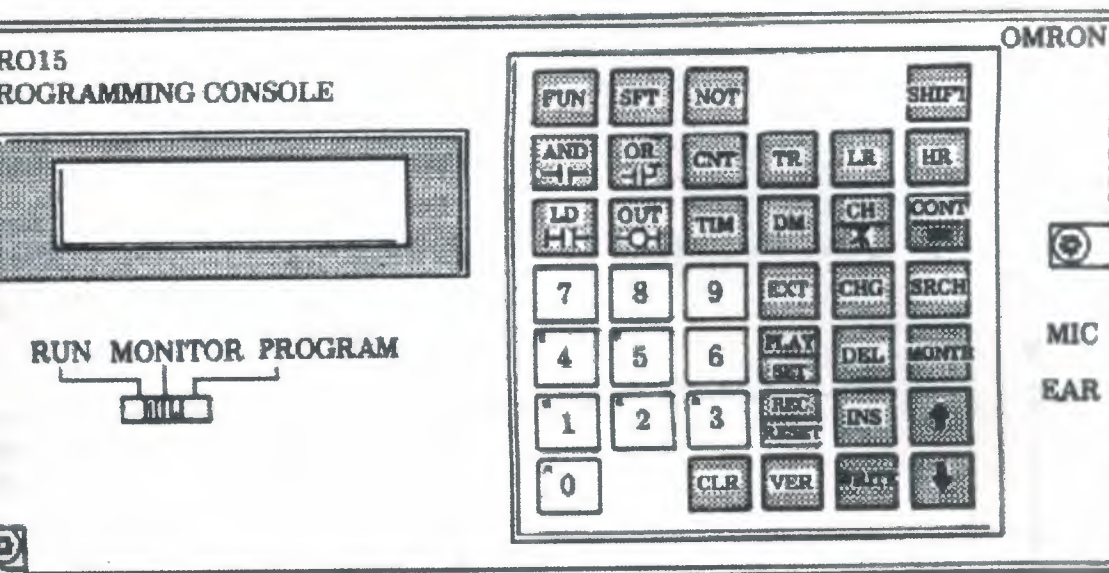 OMRON
RO15
ROGRAMMING CONSOLE
FUN SFT NOT SHIFT
AND OR CNT TR LR HR
LD OUT TIM DM CH CONT
7 8 9 EXT CHG SRCH
RUN MONITOR PROGRAM
4 5 6 PLAY DEL MONTR
SET
MIC
EAR
1 2 3 REC INS
RESET
0 CLR VER WRITE